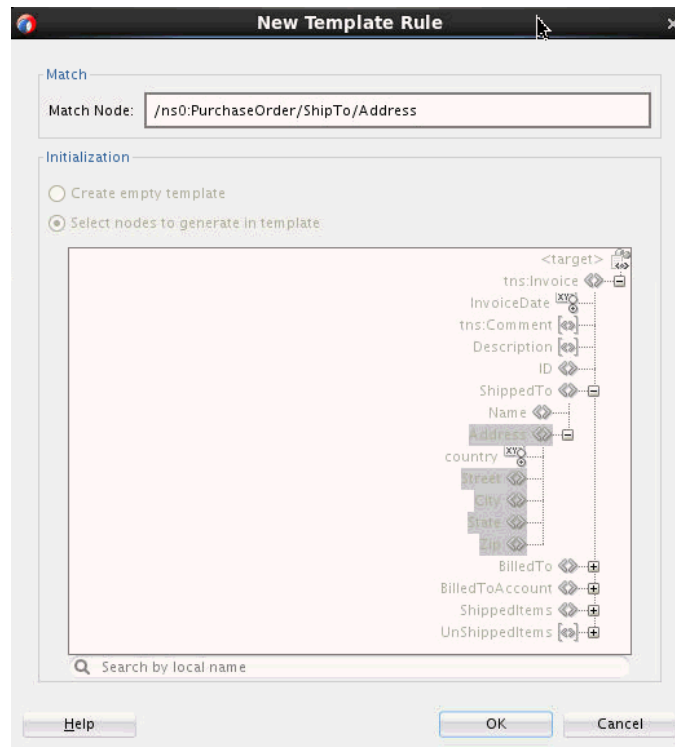 New Template Rule
Match
Match Node: /ns0:PurchaseOrder/ShipTo/Address
Initialization
Create empty template
Select nodes to generate in template
<target>
tns:Invoice
InvoiceDate
tns:Comment
Description
ID
ShippedTo
Name
Address
country
Street
City
State
Zip
BilledTo
BilledToAccount
ShippedItems
UnShippedItems
Search by local name
Help OK Cancel